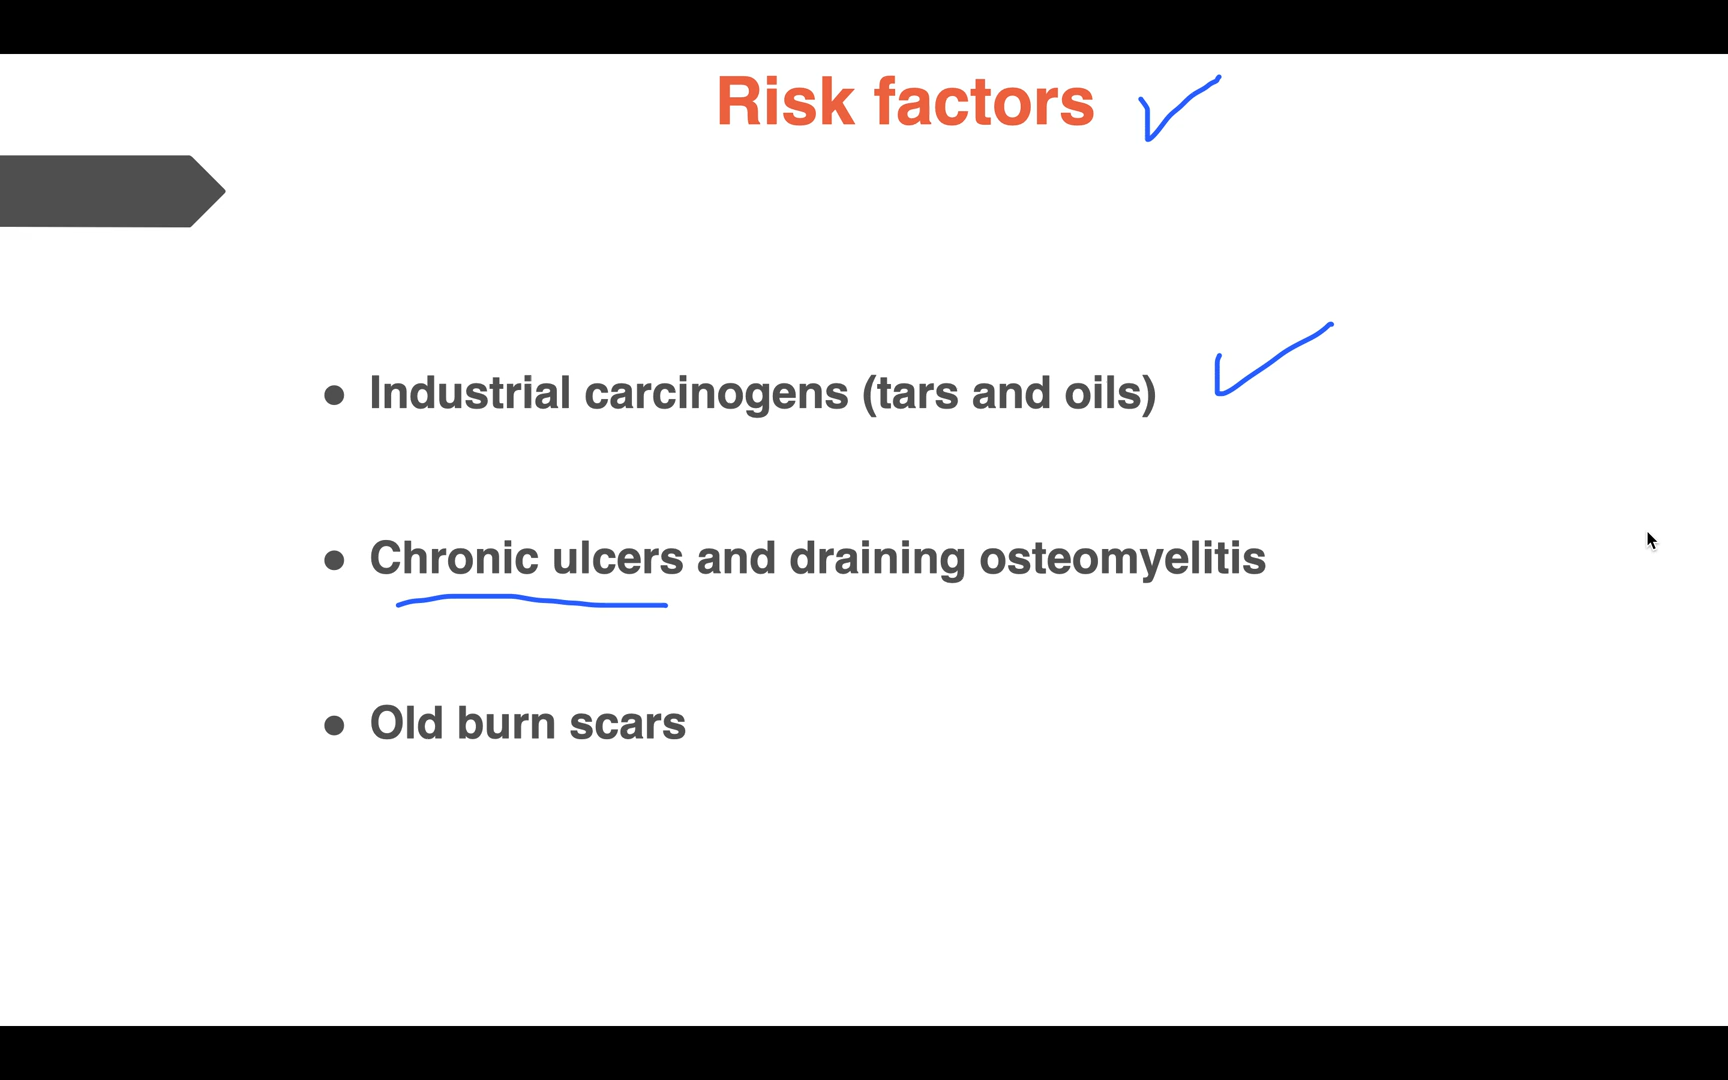 Risk factors
• Industrial carcinogens (tars and oils)
• Chronic ulcers and draining osteomyelitis
• Old burn scars